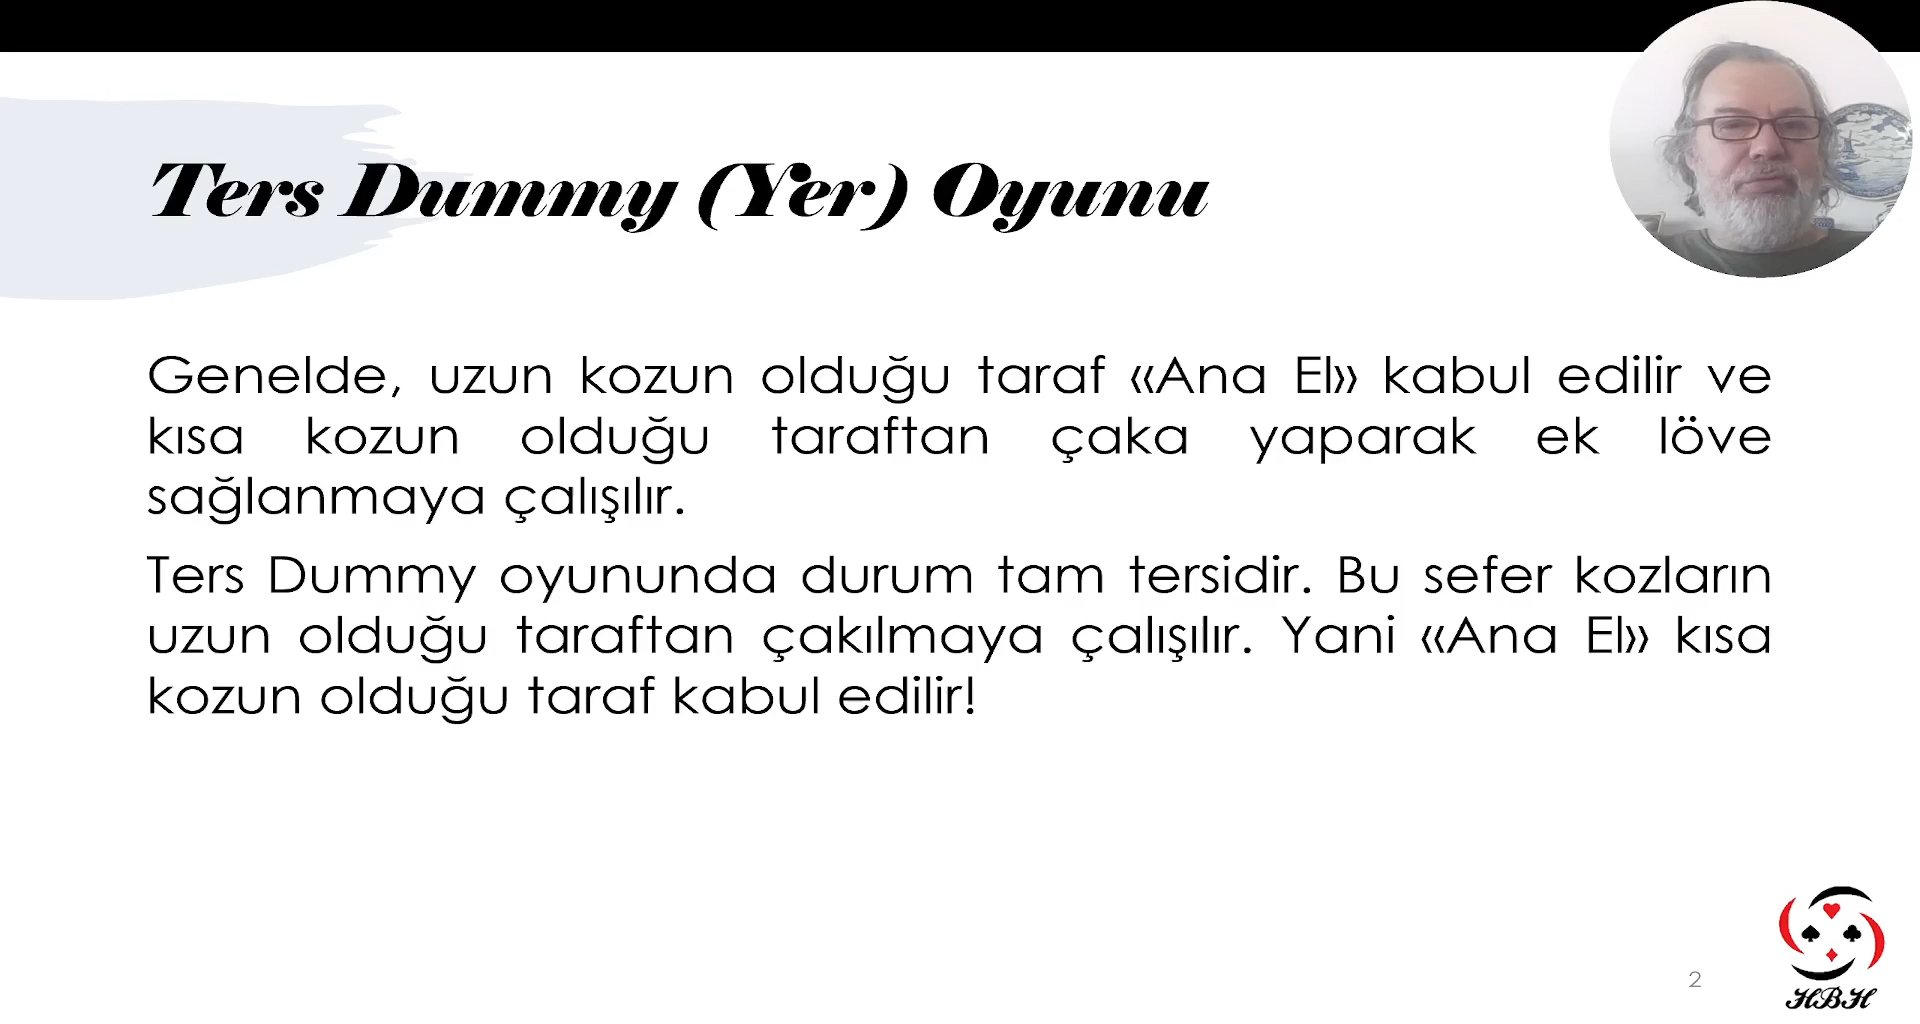 Ters Dummy (Yer) Oyunu
Genelde, uzun kozun olduğu taraf «Ana El» kabul edilir ve
kısa kozun olduğu taraftan çaka yaparak ek löve
sağlanmaya çalışılır.
Ters Dummy oyununda durum tam tersidir. Bu sefer kozların
uzun olduğu taraftan çakılmaya çalışılır. Yani «Ana El» kısa
kozun olduğu taraf kabul edilir!
2
HBH